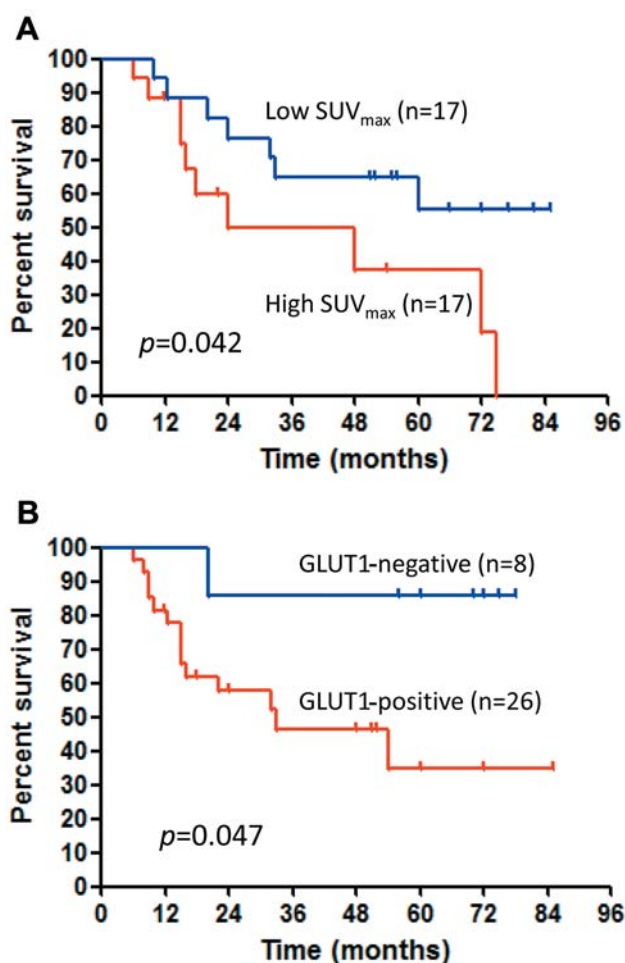 A
100
90
80
70
60
50
40
30
20
10
0
Percent survival
Low SUVmax (n=17)
High SUVmax (n=17)
p=0.042
0 12 24 36 48 60 72 84 96
Time (months)
B
100
90
80
70
60
50
40
30
20
10
0
Percent survival
GLUT1-negative (n=8)
GLUT1-positive (n=26)
p=0.047
0 12 24 36 48 60 72 84 96
Time (months)